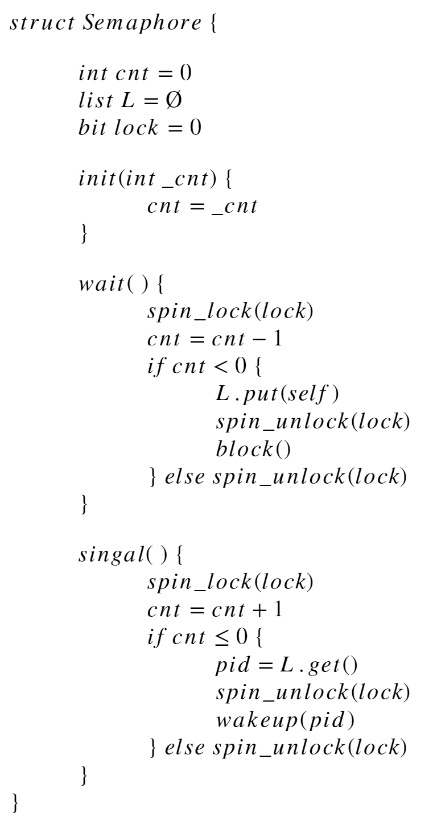 struct Semaphore {
int cnt = 0
list L = Ø
bit lock = 0
init(int _cnt) {
cnt = _cnt
}
wait( ) {
spin_lock(lock)
cnt = cnt − 1
if cnt < 0 {
L .put(self)
spin_unlock(lock)
block()
} else spin_unlock(lock)
}
singal( ) {
spin_lock(lock)
cnt = cnt + 1
if cnt ≤ 0 {
pid = L .get()
spin_unlock(lock)
wakeup(pid)
} else spin_unlock(lock)
}
}